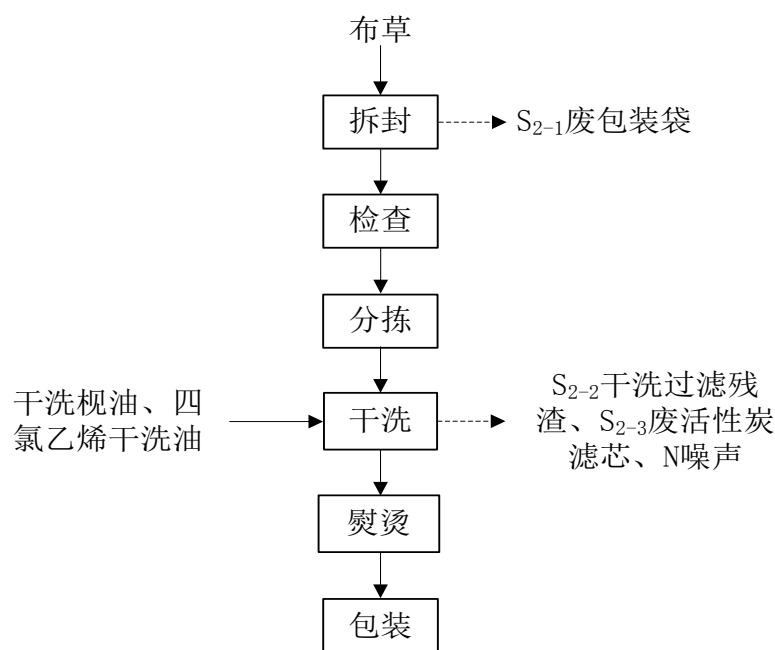 布草
拆封
S2-1废包装袋
检查
分拣
干洗枧油、四
氯乙烯干洗油
干洗
S2-2干洗过滤残
渣、S2-3废活性炭
滤芯、N噪声
熨烫
包装